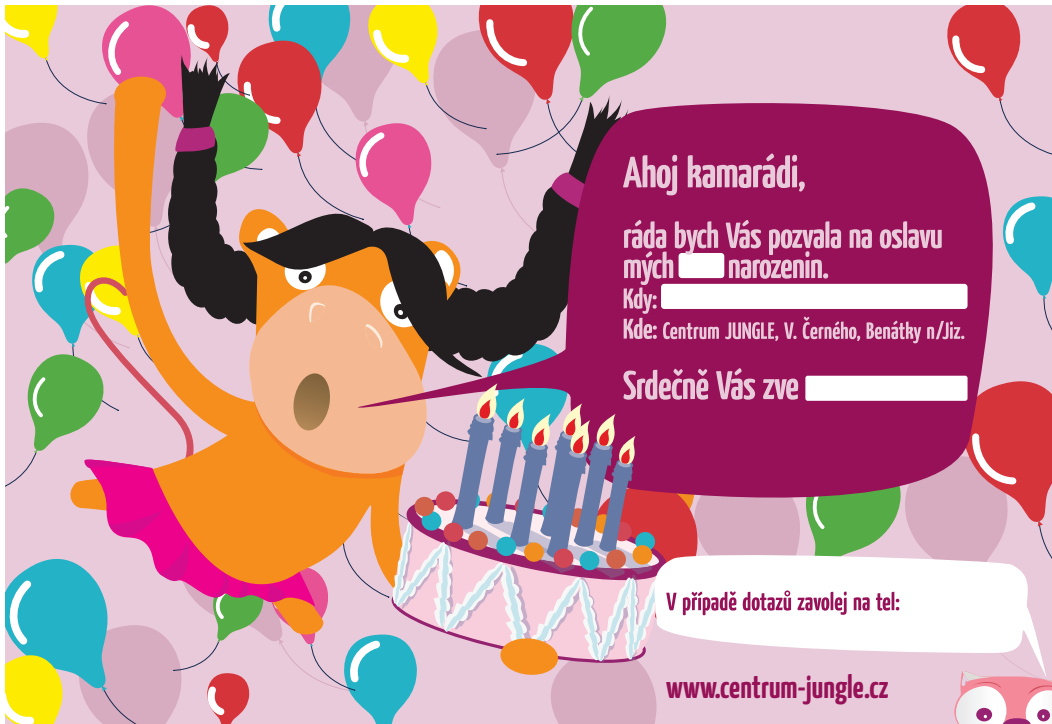 Ahoj kamarádi,
ráda bych Vás pozvala na oslavu
mých narozenin.
Kdy:
Kde: Centrum JUNGLE, V. Černého, Benátky n/Jiz.
Srdečně Vás zve
V případě dotazů zavolej na tel:
www.centrum-jungle.cz